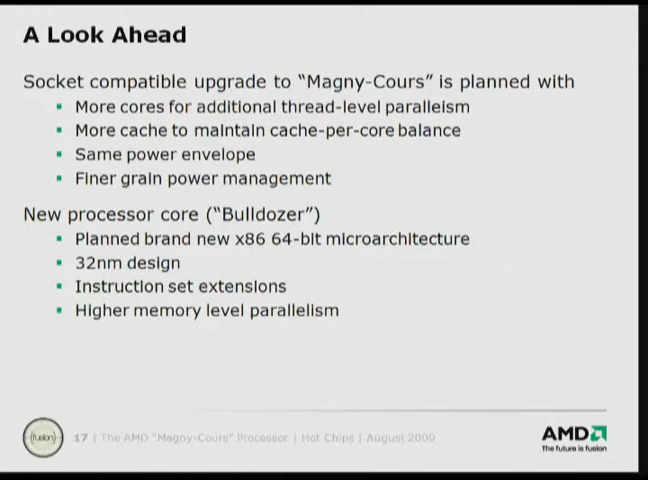 A Look Ahead
Socket compatible upgrade to “Magny-Cours” is planned with
▪ More cores for additional thread-level paralleism
▪ More cache to maintain cache-per-core balance
▪ Same power envelope
▪ Finer grain power management
New processor core (“Bulldozer”)
▪ Planned brand new x86 64-bit microarchitecture
▪ 32nm design
▪ Instruction set extensions
▪ Higher memory level parallelism
(fusion)
17 | The AMD “Magny-Cours” Processor | Hot Chips | August 2009
AMD
The future is fusion